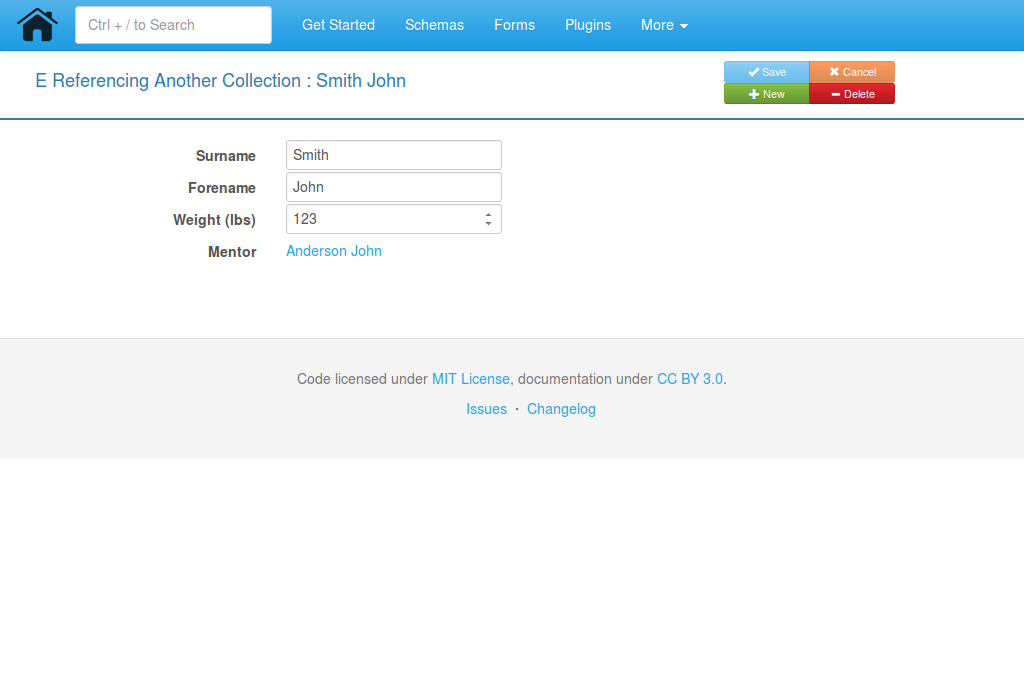 Ctrl + / to Search Get Started Schemas Forms Plugins More
E Referencing Another Collection : Smith John
Save Cancel
New Delete
Surname Smith
Forename John
Weight (lbs) 123
Mentor Anderson John
Code licensed under MIT License, documentation under CC BY 3.0.
Issues · Changelog